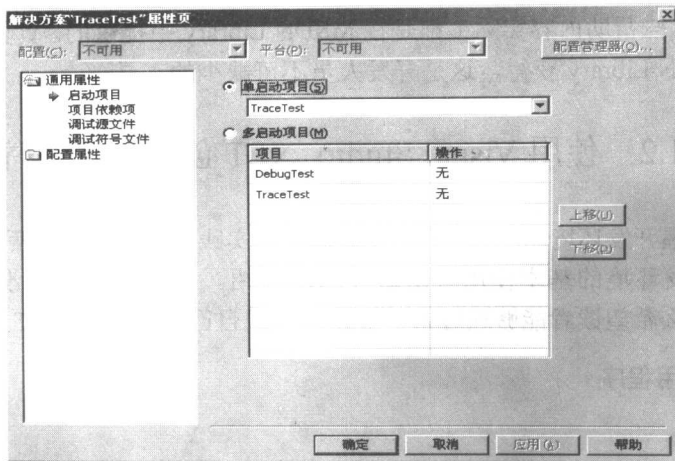 解决方案"TraceTest"属性页
配置(C): 不可用 平台(P): 不可用 配置管理器(O)...
通用属性
启动项目
项目依赖项
调试源文件
调试符号文件
配置属性
单启动项目(S)
TraceTest
多启动项目(M)
项目 操作
DebugTest 无
TraceTest 无
上移(U)
下移(D)
确定 取消 应用(A) 帮助